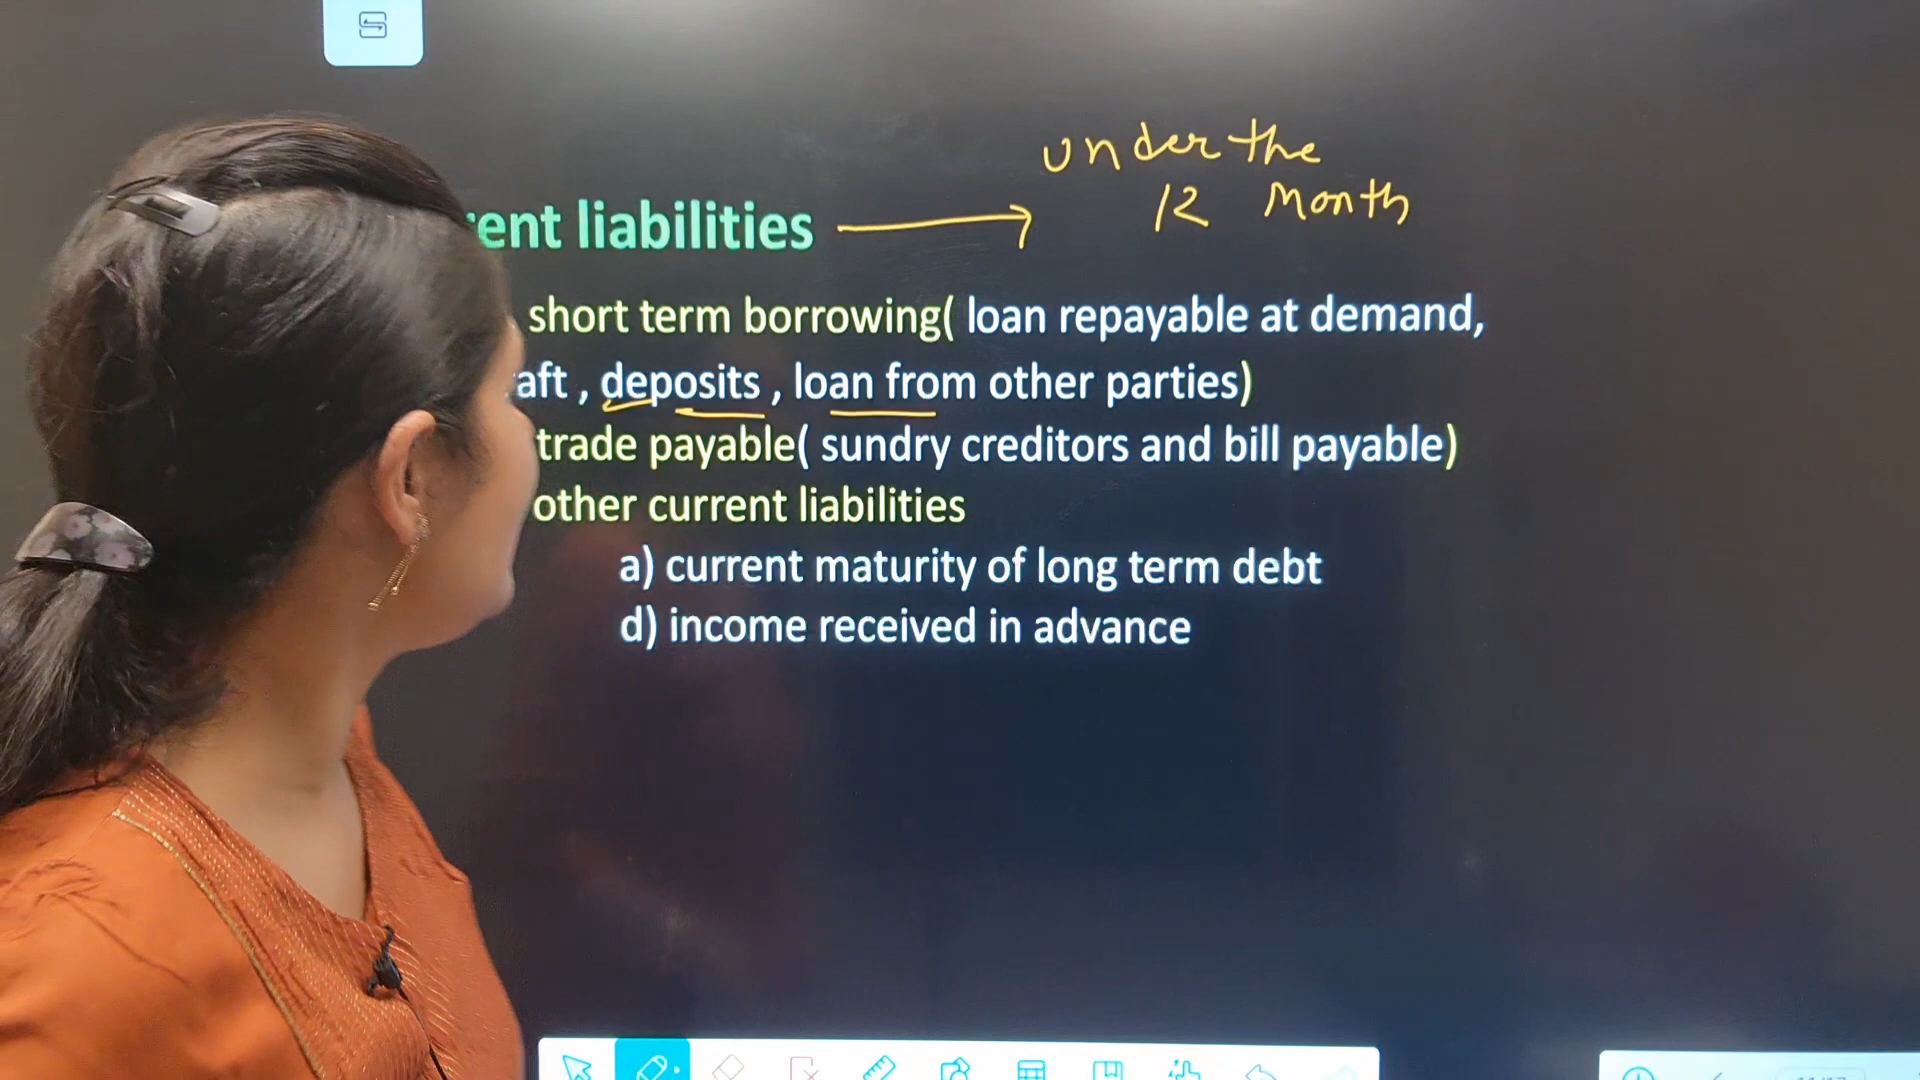 under the
12 Month
ent liabilities
short term borrowing( loan repayable at demand,
aft , deposits , loan from other parties)
trade payable( sundry creditors and bill payable)
other current liabilities
a) current maturity of long term debt
d) income received in advance